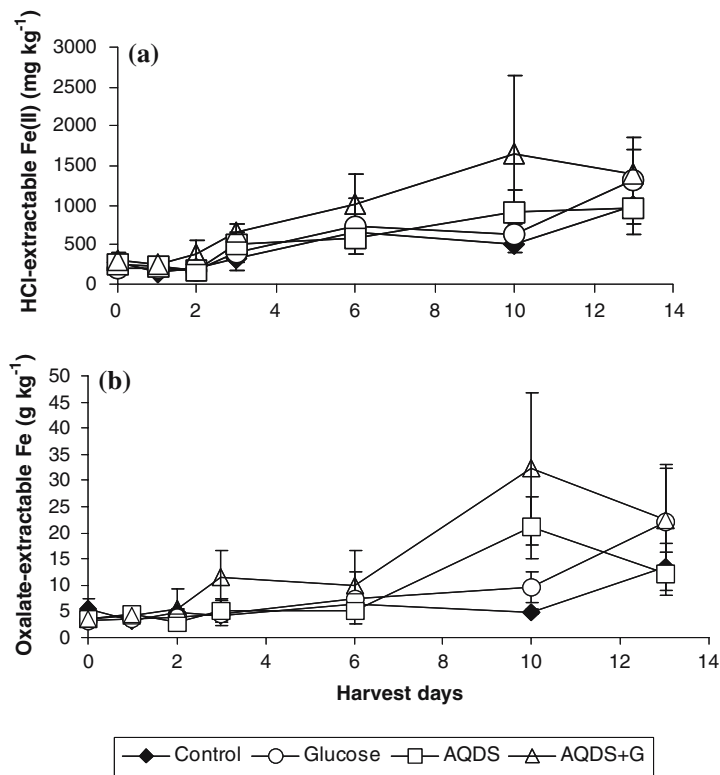 (a)
HCl-extractable Fe(II) (mg kg-1)
3000
2500
2000
1500
1000
500
0
0 2 4 6 8 10 12 14
(b)
Oxalate-extractable Fe (g kg-1)
50
45
40
35
30
25
20
15
10
5
0
0 2 4 6 8 10 12 14
Harvest days
Control Glucose AQDS AQDS+G